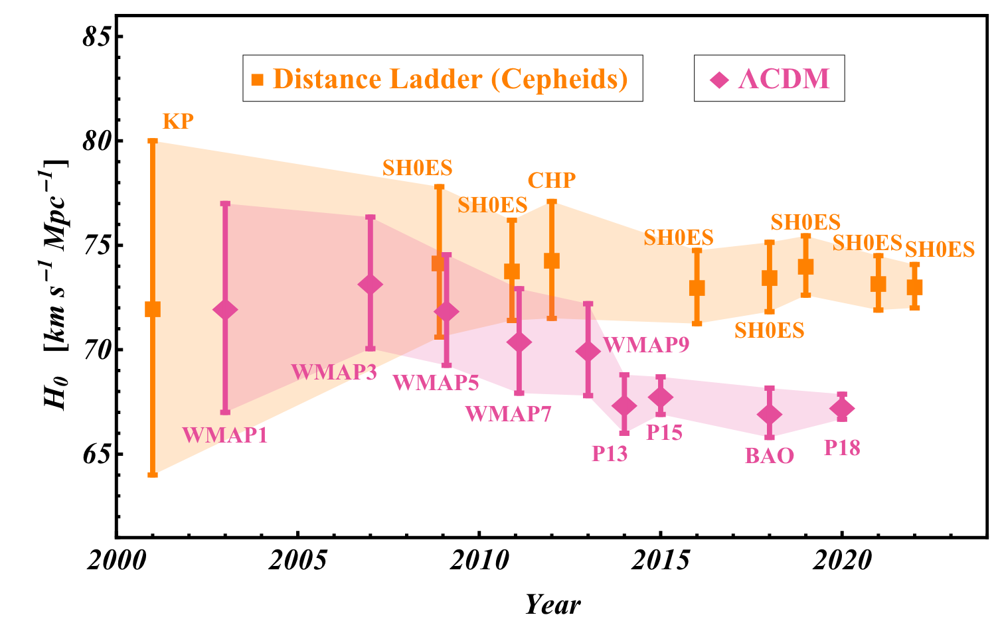 85
Distance Ladder (Cepheids)
ΛCDM
KP
80
SH0ES
CHP
SH0ES
SH0ES
SH0ES
SH0ES
SH0ES
75
SH0ES
70
WMAP9
WMAP3
WMAP5
WMAP7
WMAP1
P15
P13
BAO
P18
65
H₀ [km s⁻¹ Mpc⁻¹]
2000
2005
2010
2015
2020
Year